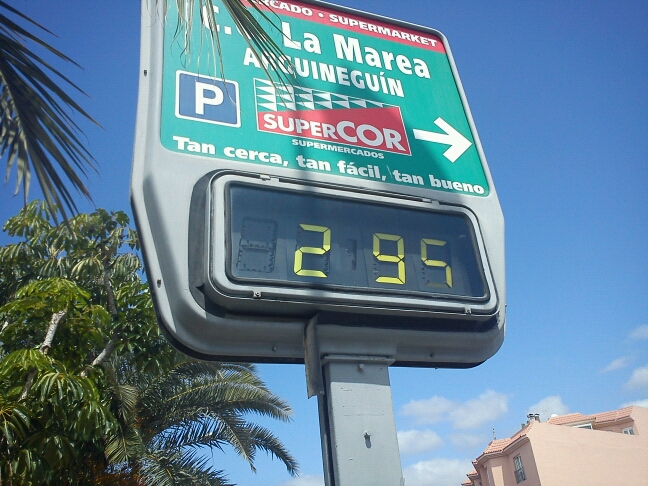 SUPERMARKET
La Marea
ARGUINEGUÍN
P
SUPERCOR
SUPERMERCADOS
Tan cerca, tan fácil, tan bueno
2 95